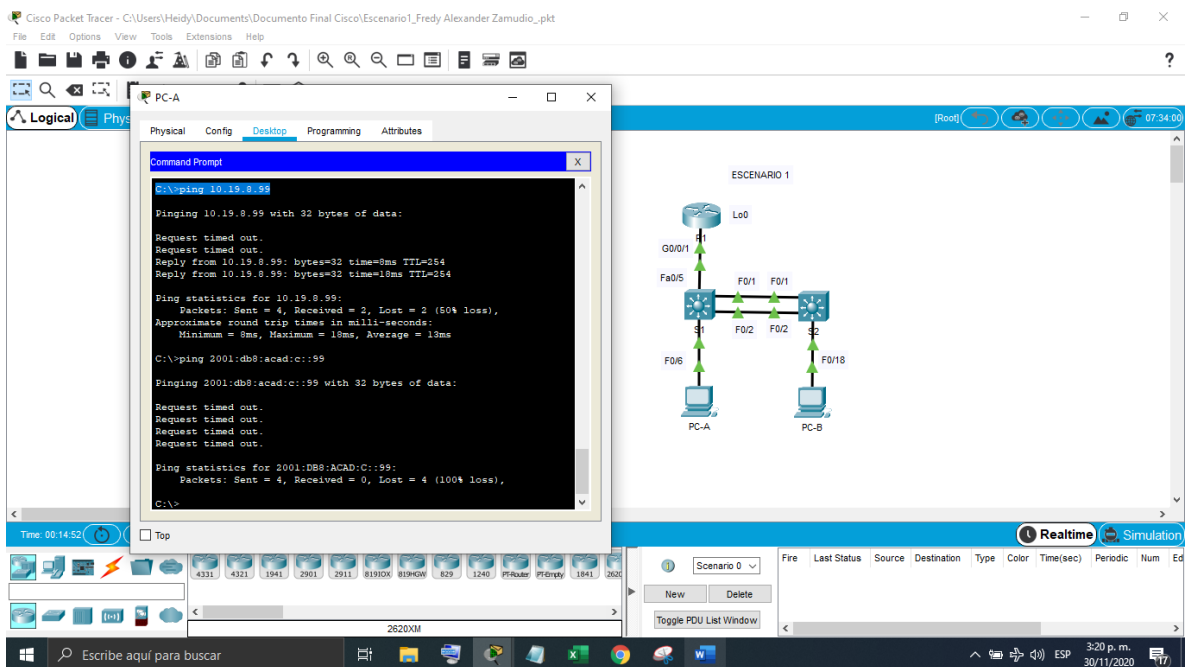 Cisco Packet Tracer - C:\Users\Heidy\Documents\Documento Final Cisco\Escenario1_Fredy Alexander Zamudio_.pkt
File Edit Options View Tools Extensions Help
?
Logical
[Root]
07:34:00
PC-A
Physical Config Desktop Programming Attributes
Command Prompt
X
C:\>ping 10.19.8.99
Pinging 10.19.8.99 with 32 bytes of data:
Request timed out.
Request timed out.
Reply from 10.19.8.99: bytes=32 time=8ms TTL=254
Reply from 10.19.8.99: bytes=32 time=18ms TTL=254
Ping statistics for 10.19.8.99:
Packets: Sent = 4, Received = 2, Lost = 2 (50% loss),
Approximate round trip times in milli-seconds:
Minimum = 8ms, Maximum = 18ms, Average = 13ms
C:\>ping 2001:db8:acad:c::99
Pinging 2001:db8:acad:c::99 with 32 bytes of data:
Request timed out.
Request timed out.
Request timed out.
Request timed out.
Ping statistics for 2001:DB8:ACAD:C::99:
Packets: Sent = 4, Received = 0, Lost = 4 (100% loss),
C:\>
Top
ESCENARIO 1
Lo0
R1
G0/0/1
Fa0/5
F0/1 F0/1
S1
F0/2 F0/2
S2
F0/6
F0/18
PC-A
PC-B
Time: 00:14:52
Realtime
Simulation
4331 4321 1941 2901 2911 819IOX 819HGW 829 1240 PT-Router PT-Empty 1841
2620XM
Scenario 0
New Delete
Toggle PDU List Window
Fire Last Status Source Destination Type Color Time(sec) Periodic Num Ed
Escribe aquí para buscar
ESP
3:20 p. m.
30/11/2020
17